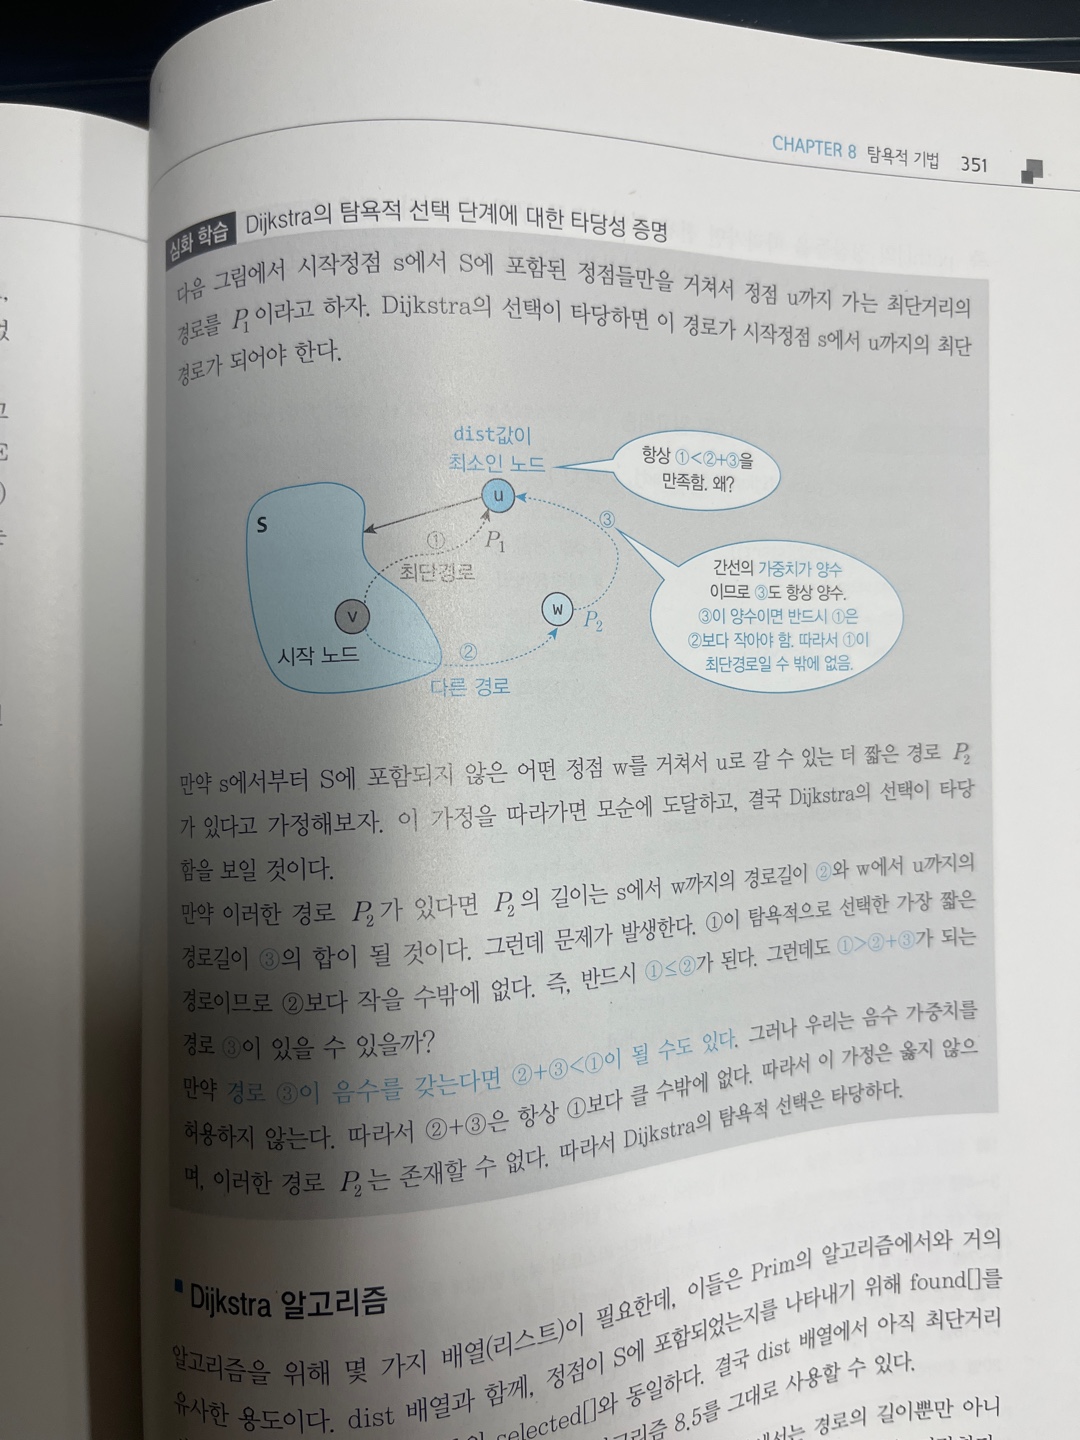 CHAPTER 8 탐욕적 기법 351
심화 학습 Dijkstra의 탐욕적 선택 단계에 대한 타당성 증명
다음 그림에서 시작정점 s에서 S에 포함된 정점들만을 거쳐서 정점 u까지 가는 최단거리의
경로를 P₁이라고 하자. Dijkstra의 선택이 타당하면 이 경로가 시작정점 s에서 u까지의 최단
경로가 되어야 한다.
dist값이
최소인 노드
항상 ①<②+③을
만족함. 왜?
u
S
③
①
P₁
최단경로
간선의 가중치가 양수
이므로 ③도 항상 양수.
③이 양수이면 반드시 ①은
②보다 작아야 함. 따라서 ①이
최단경로일 수 밖에 없음.
v
w
P₂
시작 노드
②
다른 경로
만약 s에서부터 S에 포함되지 않은 어떤 정점 w를 거쳐서 u로 갈 수 있는 더 짧은 경로 P₂
가 있다고 가정해보자. 이 가정을 따라가면 모순에 도달하고, 결국 Dijkstra의 선택이 타당
함을 보일 것이다.
만약 이러한 경로 P₂가 있다면 P₂의 길이는 s에서 w까지의 경로길이 ②와 w에서 u까지의
경로길이 ③의 합이 될 것이다. 그런데 문제가 발생한다. ①이 탐욕적으로 선택한 가장 짧은
경로이므로 ②보다 작을 수밖에 없다. 즉, 반드시 ①≤②가 된다. 그런데도 ①>②+③가 되는
경로 ③이 있을 수 있을까?
만약 경로 ③이 음수를 갖는다면 ②+③<①이 될 수도 있다. 그러나 우리는 음수 가중치를
허용하지 않는다. 따라서 ②+③은 항상 ①보다 클 수밖에 없다. 따라서 이 가정은 옳지 않으
며, 이러한 경로 P₂는 존재할 수 없다. 따라서 Dijkstra의 탐욕적 선택은 타당하다.
Dijkstra 알고리즘
알고리즘을 위해 몇 가지 배열(리스트)이 필요한데, 이들은 Prim의 알고리즘에서와 거의
유사한 용도이다. dist 배열과 함께, 정점이 S에 포함되었는지를 나타내기 위해 found[]를
selected[]와 동일하다. 결국 dist 배열에서 아직 최단거리
8.5를 그대로 사용할 수 있다.
경로의 길이뿐만 아니